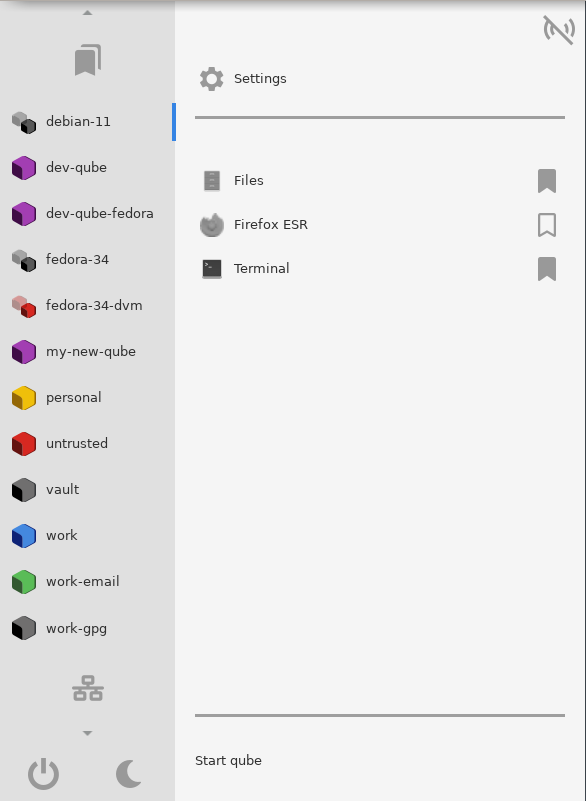 debian-11
dev-qube
dev-qube-fedora
fedora-34
fedora-34-dvm
my-new-qube
personal
untrusted
vault
work
work-email
work-gpg
Settings
Files
Firefox ESR
Terminal
Start qube